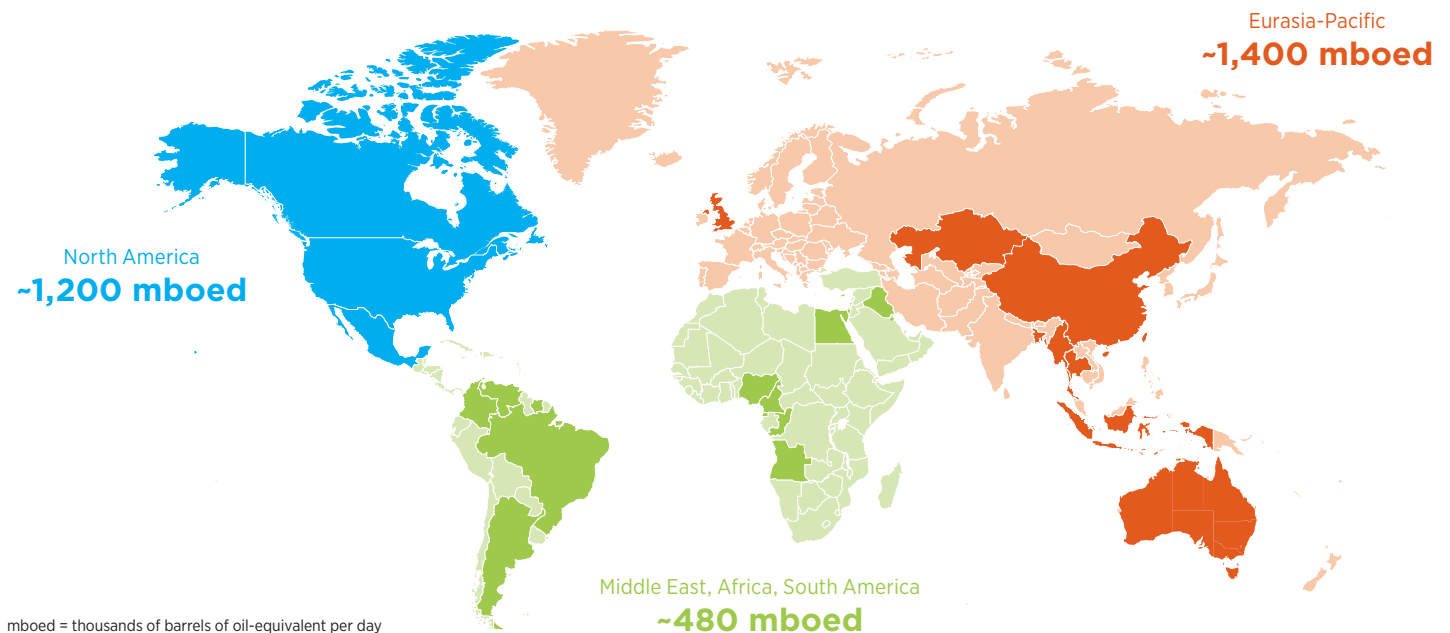 Eurasia-Pacific
~1,400 mboed
North America
~1,200 mboed
Middle East, Africa, South America
~480 mboed
mboed = thousands of barrels of oil-equivalent per day